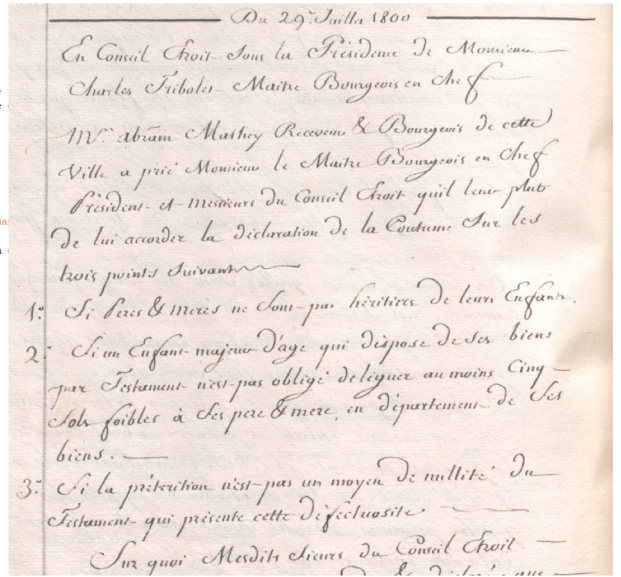 Du 29.e Juillet 1800
En Conseil Etroit sous la Présidence de Monsieur
Charles Tribolet Maitre Bourgeois en Chef
Mr. abram Mathey Receveur & Bourgeois de cette
Ville a prié Monsieur le Maitre Bourgeois en Chef
Président et Messieurs du Conseil Etroit qu'il leur plut
de lui accorder la déclaration de la Coutume sur les
trois points suivants
1.o Si Peres & meres ne sont pas héritiers de leurs Enfants.
2.o Si un Enfant majeur d'age qui dispose de ses biens
par Testament n'est pas obligé de léguer au moins Cinq
Sols foibles à ses pere & mere, en département de ses
biens.
3.o Si la préterition n'est pas un moyen de nullité du
Testament qui présente cette défectuosité
Sur quoi Mesdits Sieurs du Conseil Etroit